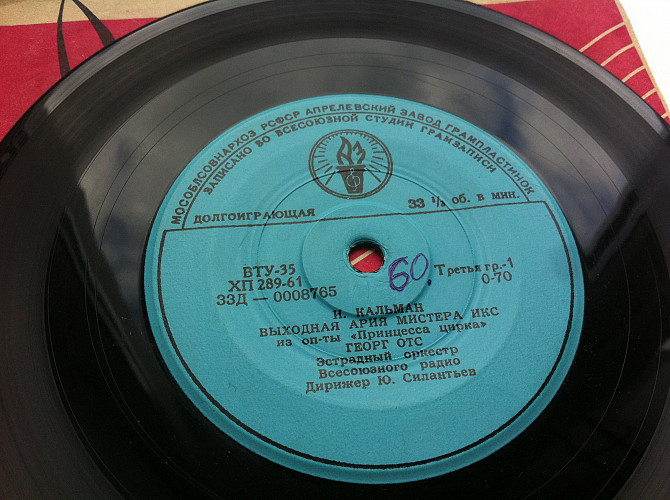 МОСОБЛСОВНАРХОЗ РСФСР АПРЕЛЕВСКИЙ ЗАВОД ГРАМПЛАСТИНОК
ЗАПИСАНО ВО ВСЕСОЮЗНОЙ СТУДИИ ГРАМЗАПИСИ
АЗ
ДОЛГОИГРАЮЩАЯ 33 1/3 об. в мин.
ВТУ-35
ХП 289-61
33Д — 0008765
60.
Третья гр.-1
0-70
И. КАЛЬМАН
ВЫХОДНАЯ АРИЯ МИСТЕРА ИКС
из оп-ты «Принцесса цирка»
ГЕОРГ ОТС
Эстрадный оркестр
Всесоюзного радио
Дирижер Ю. Силантьев